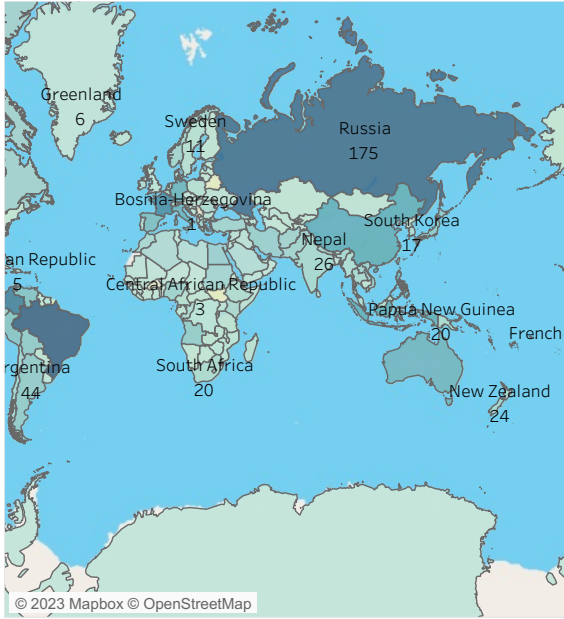 Greenland
6
Sweden
11
Russia
175
Bosnia-Herzegovina
1
South Korea
17
Nepal
26
an Republic
5
Central African Republic
3
Papua New Guinea
20
French
rgentina
44
South Africa
20
New Zealand
24
© 2023 Mapbox © OpenStreetMap